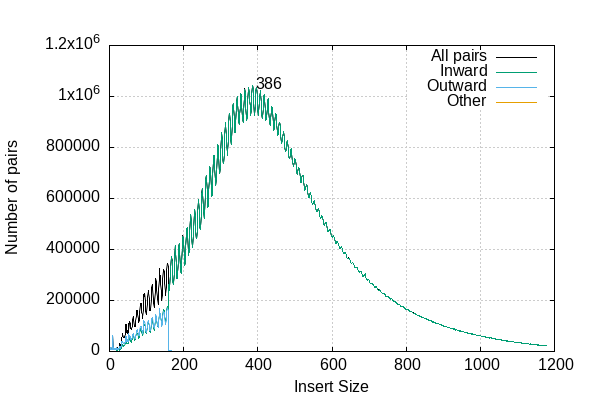 1.2x10⁶
1x10⁶
800000
600000
400000
200000
0
Number of pairs
386
All pairs
Inward
Outward
Other
0 200 400 600 800 1000 1200
Insert Size